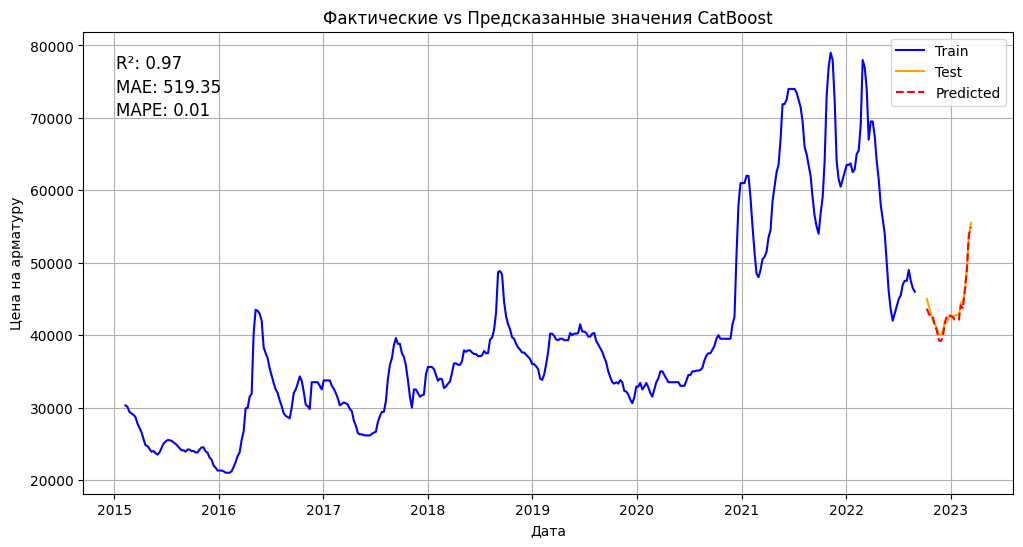 Фактические vs Предсказанные значения CatBoost
R²: 0.97
MAE: 519.35
MAPE: 0.01
Train
Test
Predicted
Цена на арматуру
80000
70000
60000
50000
40000
30000
20000
2015 2016 2017 2018 2019 2020 2021 2022 2023
Дата